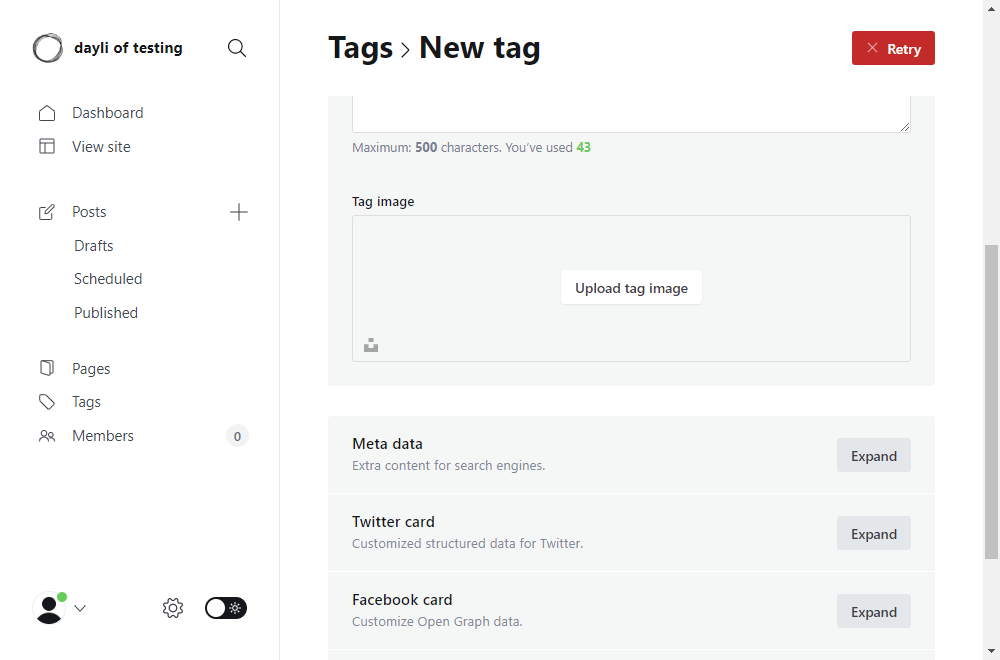 dayli of testing
Dashboard
View site
Posts
Drafts
Scheduled
Published
Pages
Tags
Members
0
Tags
New tag
Retry
Maximum: 500 characters. You’ve used 43
Tag image
Upload tag image
Meta data
Extra content for search engines.
Expand
Twitter card
Customized structured data for Twitter.
Expand
Facebook card
Customize Open Graph data.
Expand